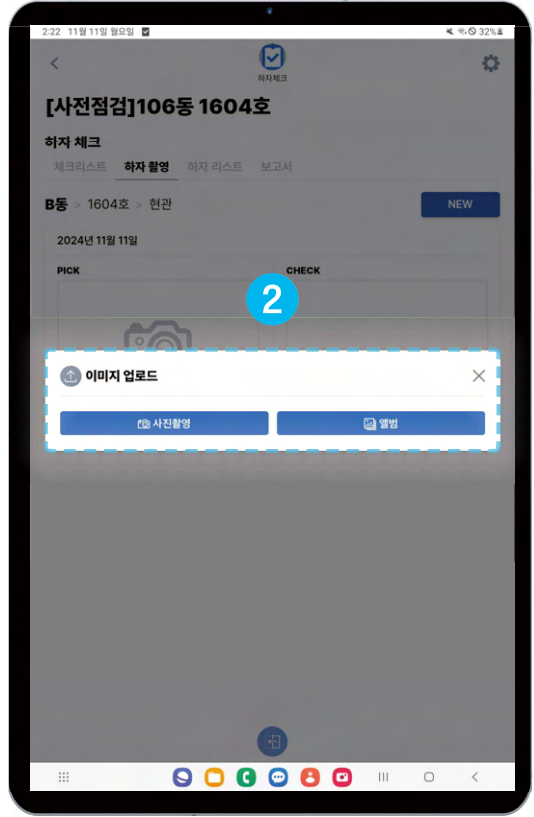 2:22 11월 11일 월요일
32%
하자체크
[사전점검]106동 1604호
하자 체크
체크리스트 하자 촬영 하자 리스트 보고서
B동 > 1604호 > 현관
NEW
2024년 11월 11일
PICK CHECK
2
이미지 업로드
사진촬영 앨범